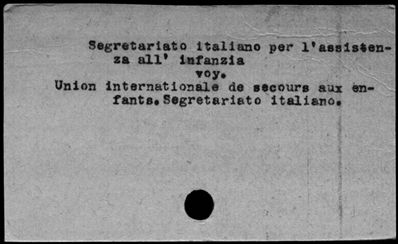 Segretariato italiano per l'assisten-
za all' infanzia
voy.
Union internationale de secours aux en-
fants. Segretariato italiano.